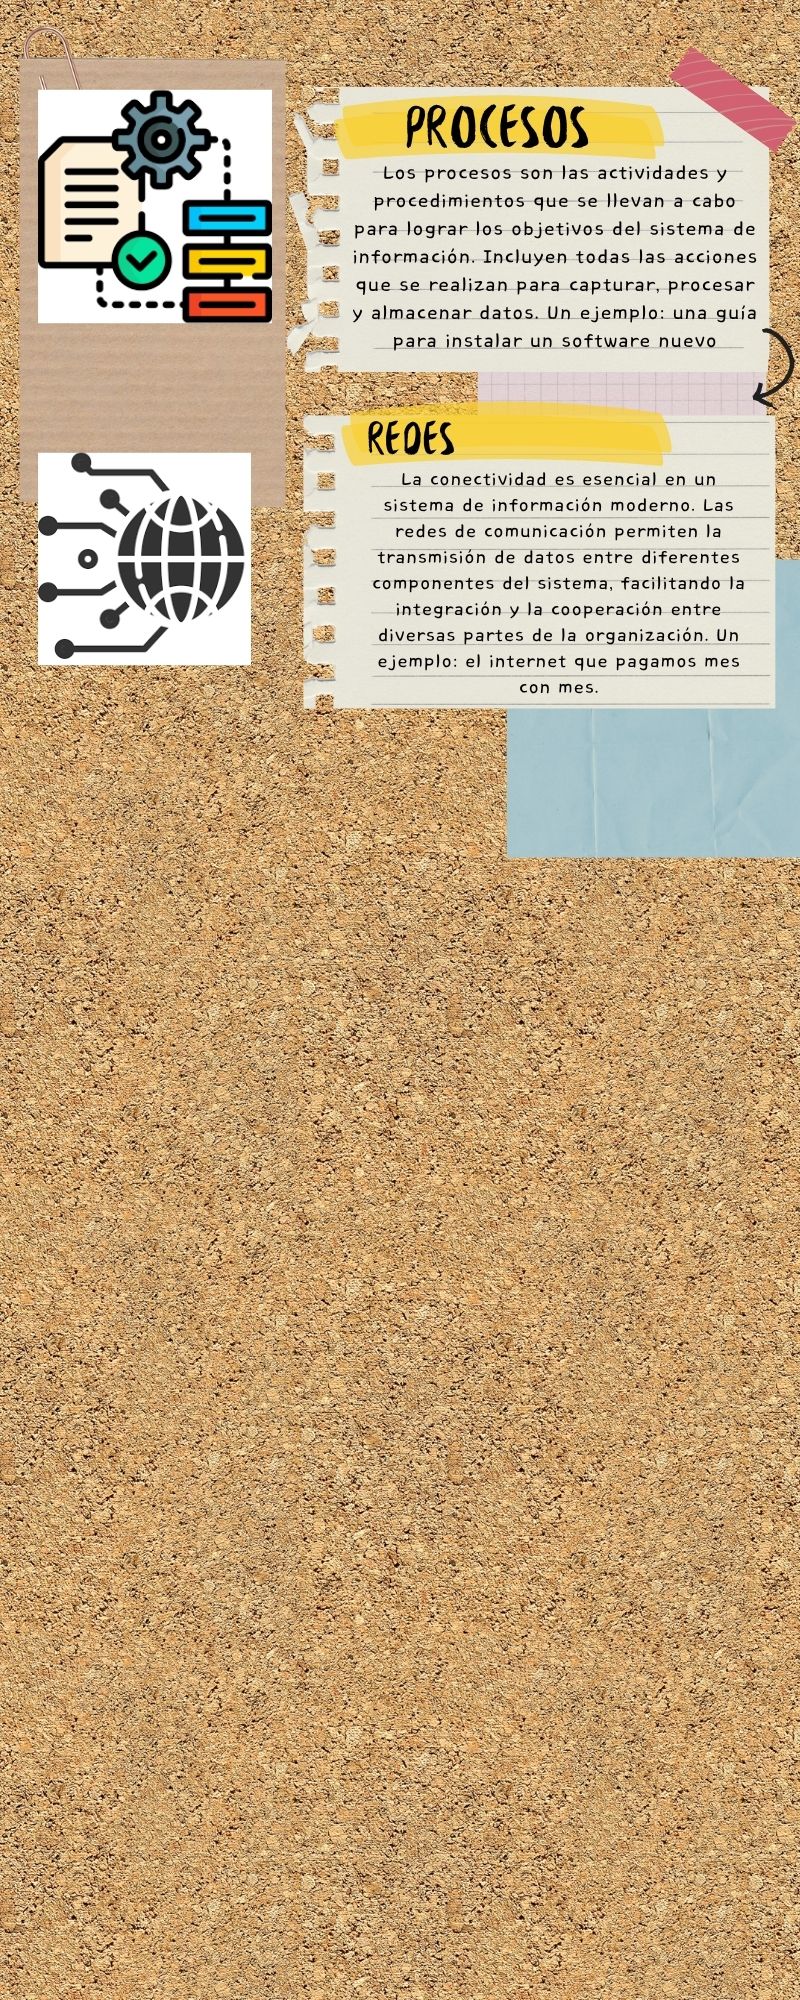 PROCESOS
Los procesos son las actividades y
procedimientos que se llevan a cabo
para lograr los objetivos del sistema de
información. Incluyen todas las acciones
que se realizan para capturar, procesar
y almacenar datos. Un ejemplo: una guía
para instalar un software nuevo
REDES
La conectividad es esencial en un
sistema de información moderno. Las
redes de comunicación permiten la
transmisión de datos entre diferentes
componentes del sistema, facilitando la
integración y la cooperación entre
diversas partes de la organización. Un
ejemplo: el internet que pagamos mes
con mes.